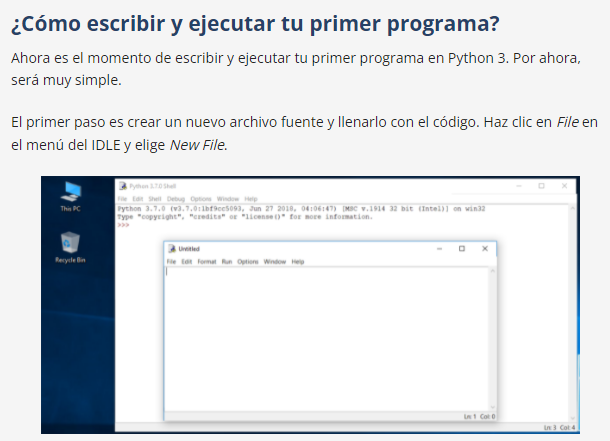 ¿Cómo escribir y ejecutar tu primer programa?
Ahora es el momento de escribir y ejecutar tu primer programa en Python 3. Por ahora,
será muy simple.
El primer paso es crear un nuevo archivo fuente y llenarlo con el código. Haz clic en File en
el menú del IDLE y elige New File.
This PC
Recycle Bin
Python 3.7.0 Shell
File Edit Shell Debug Options Window Help
Python 3.7.0 (v3.7.0:1bf9cc5093, Jun 27 2018, 04:06:47) [MSC v.1914 32 bit (Intel)] on win32
Type "copyright", "credits" or "license()" for more information.
>>>
Untitled
File Edit Format Run Options Window Help
Ln: 1 Col: 0
Ln: 3 Col: 4